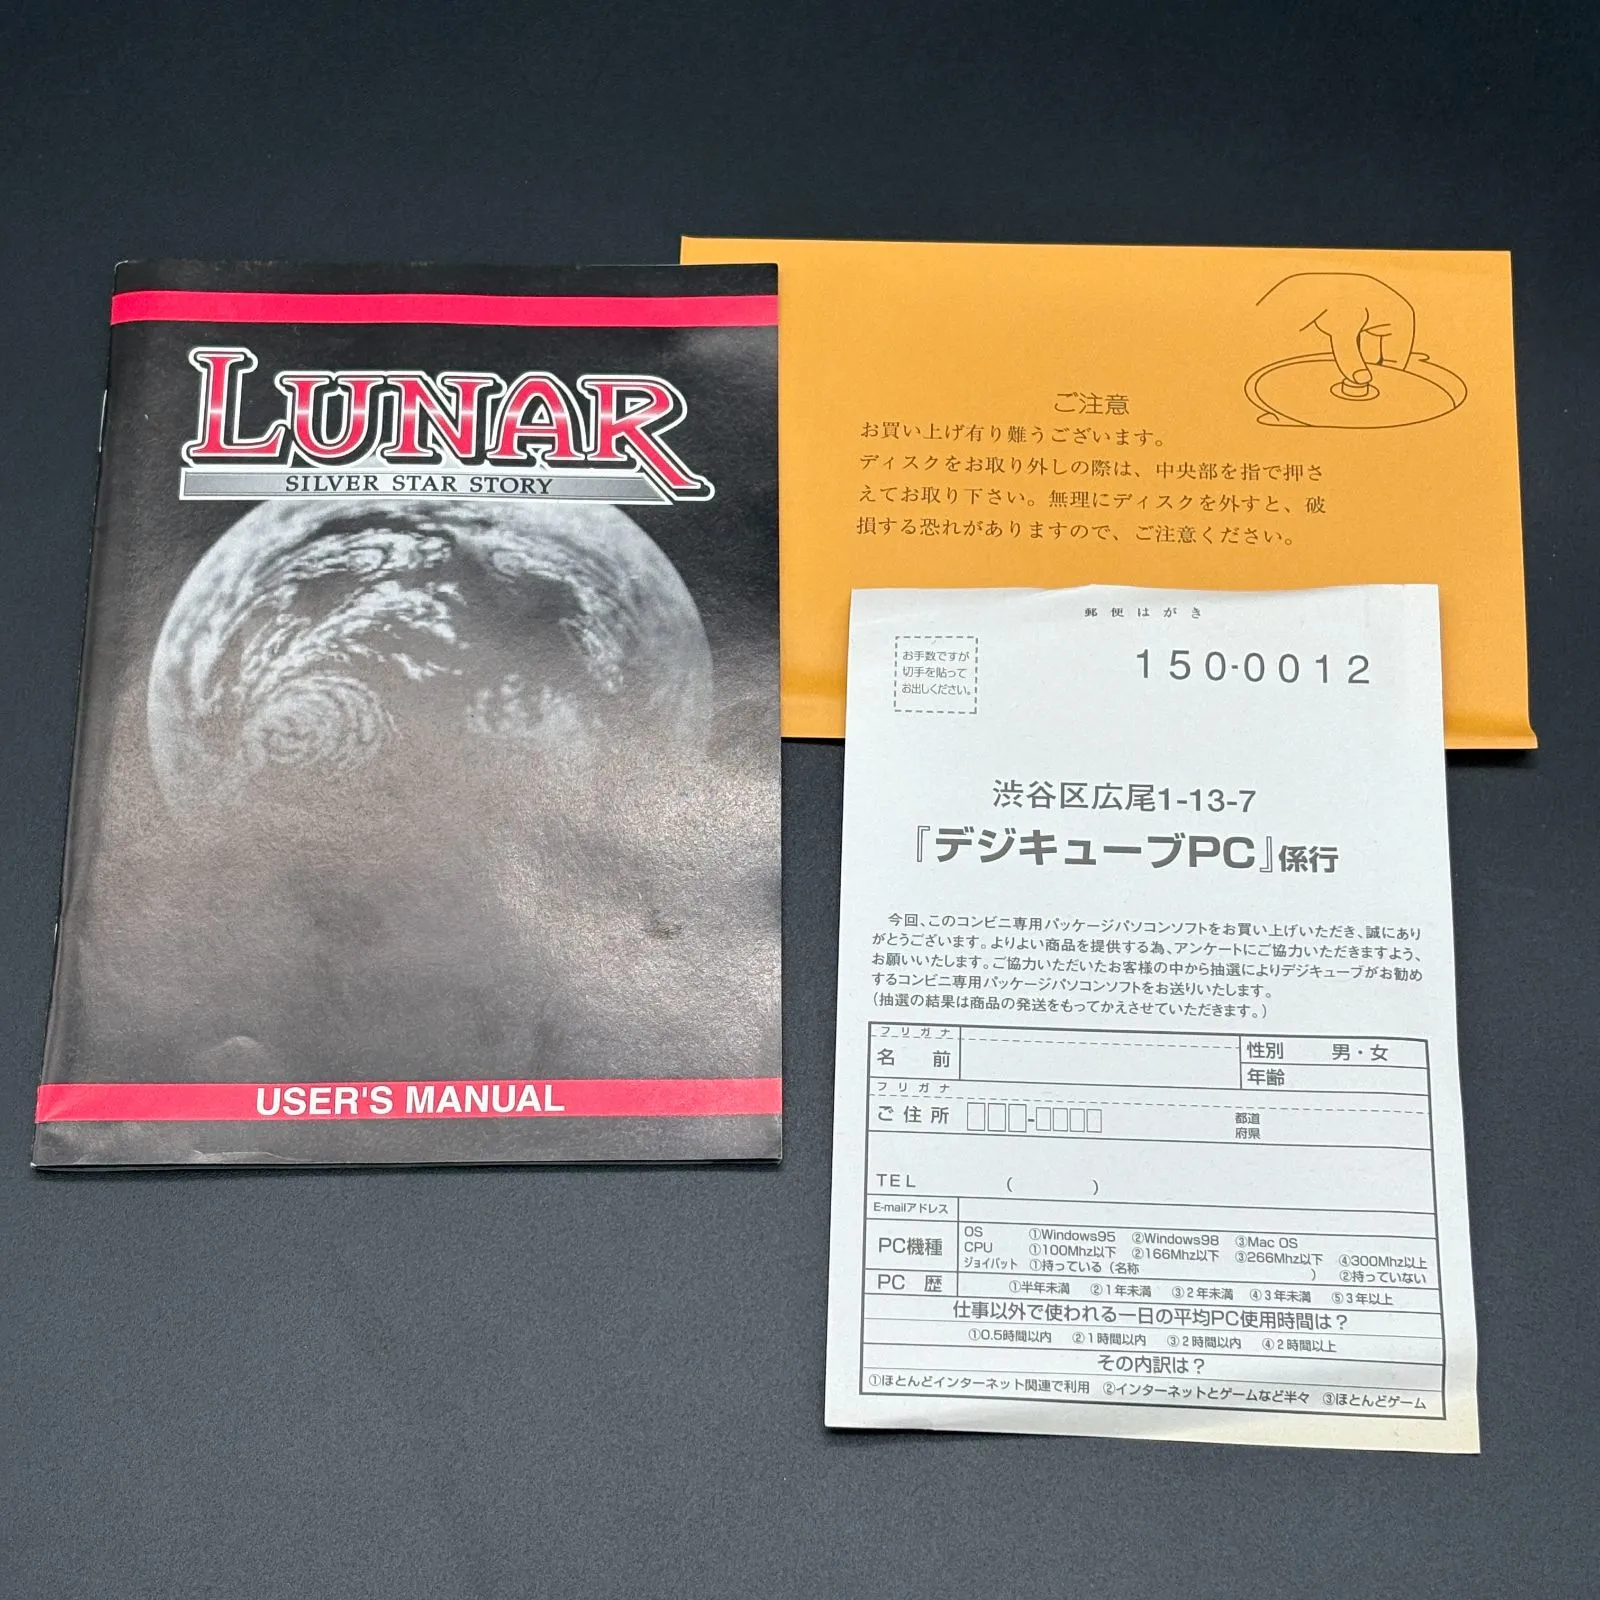 LUNAR
SILVER STAR STORY
USER'S MANUAL
ご注意
お買い上げ有り難うございます。
ディスクをお取り外しの際は、中央部を指で押さ
えてお取り下さい。無理にディスクを外すと、破
損する恐れがありますので、ご注意ください。
郵便はがき
お手数ですが
切手を貼って
お出しください。
150-0012
渋谷区広尾1-13-7
『デジキューブPC』係行
今回、このコンビニ専用パッケージパソコンソフトをお買い上げいただき、誠にあり
がとうございます。よりよい商品を提供する為、アンケートにご協力いただきますよう、
お願いいたします。ご協力いただいたお客様の中から抽選によりデジキューブがお勧め
するコンビニ専用パッケージパソコンソフトをお送りいたします。
(抽選の結果は商品の発送をもってかえさせていただきます。)
フリガナ
名 前
性別 男・女
年齢
フリガナ
ご住所 □□□-□□□□ 都道
府県
TEL ( )
E-mailアドレス
PC機種
OS ①Windows95 ②Windows98 ③Mac OS
CPU ①100Mhz以下 ②166Mhz以下 ③266Mhz以下 ④300Mhz以上
ジョイパット ①持っている(名称 ) ②持っていない
PC 歴 ①半年未満 ②1年未満 ③2年未満 ④3年未満 ⑤3年以上
仕事以外で使われる一日の平均PC使用時間は?
①0.5時間以内 ②1時間以内 ③2時間以内 ④2時間以上
その内訳は?
①ほとんどインターネット関連で利用 ②インターネットとゲームなど半々 ③ほとんどゲーム